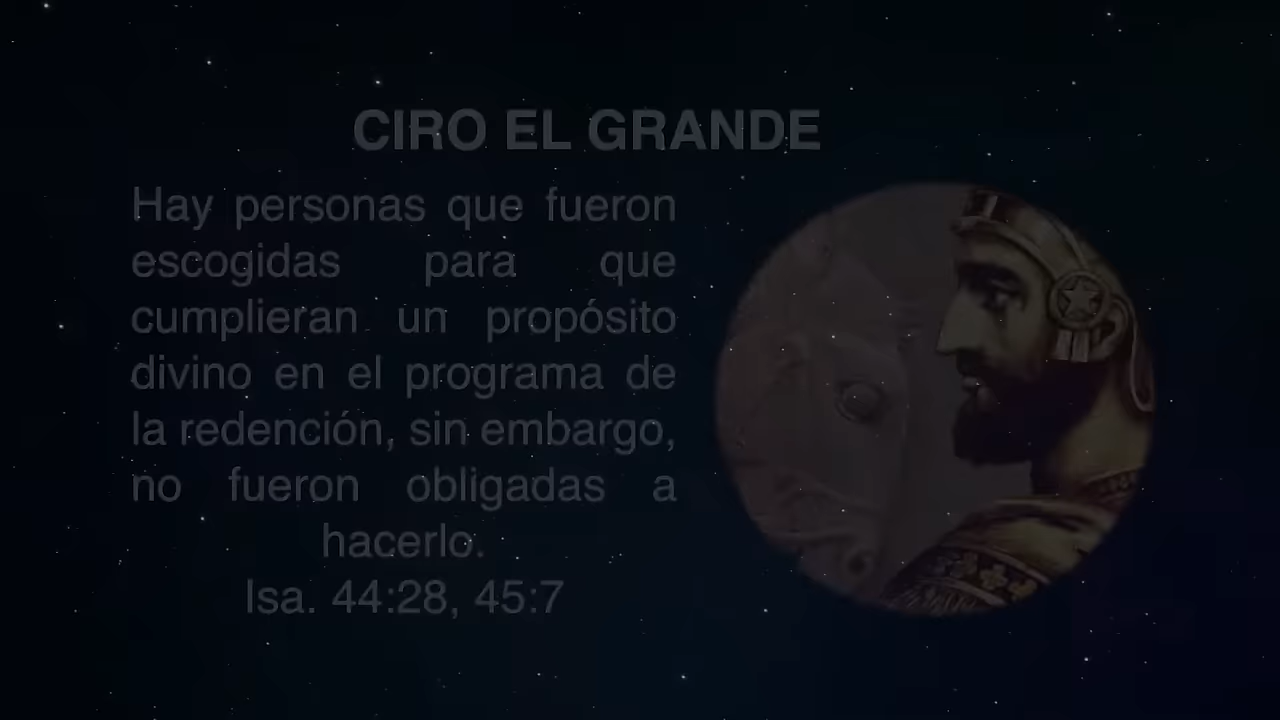 CIRO EL GRANDE
Hay personas que fueron
escogidas para que
cumplieran un propósito
divino en el programa de
la redención, sin embargo,
no fueron obligadas a
hacerlo.
Isa. 44:28, 45:7